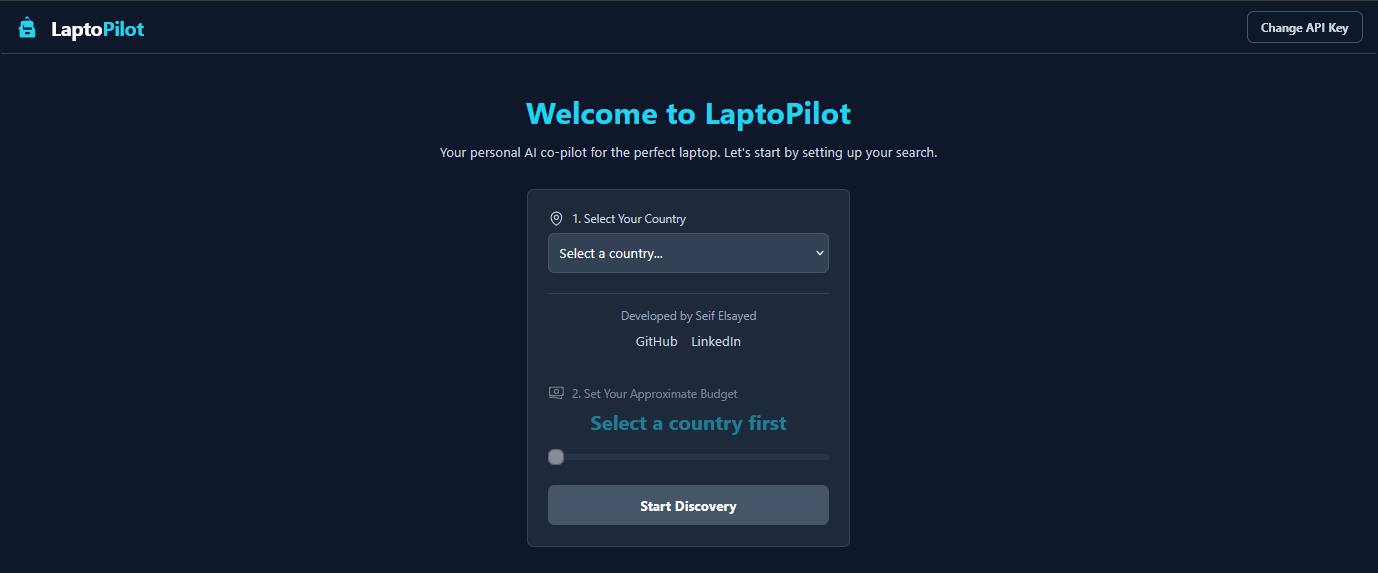 LaptoPilot
Change API Key
Welcome to LaptoPilot
Your personal AI co-pilot for the perfect laptop. Let's start by setting up your search.
1. Select Your Country
Select a country...
Developed by Seif Elsayed
GitHub LinkedIn
2. Set Your Approximate Budget
Select a country first
Start Discovery